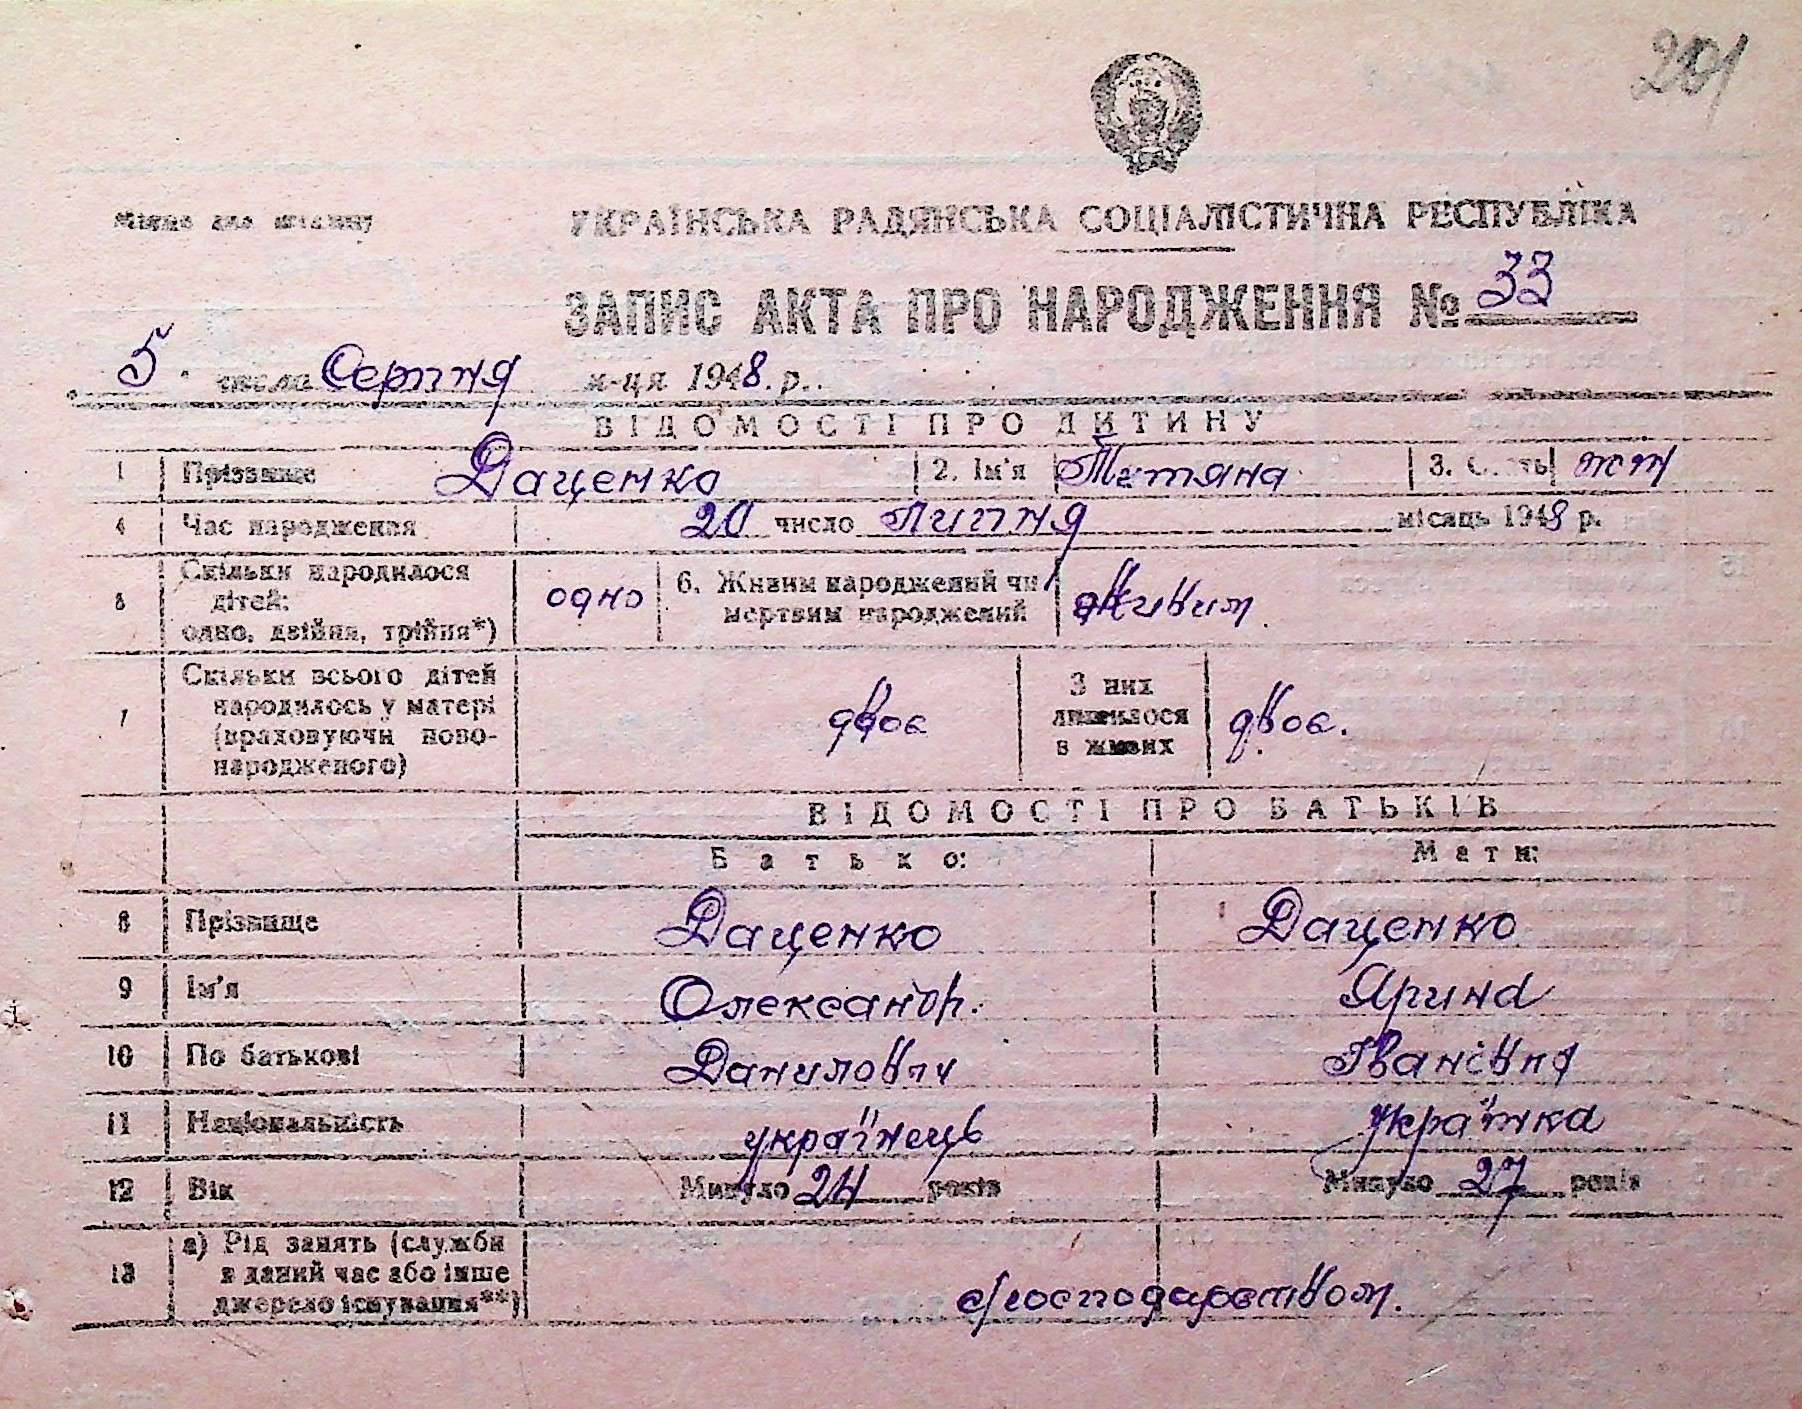 201
Місце для штампу
УКРАЇНСЬКА РАДЯНСЬКА СОЦІАЛІСТИЧНА РЕСПУБЛІКА
ЗАПИС АКТА ПРО НАРОДЖЕННЯ № 33
5 числа Серпня м-ця 1948. р.
ВІДОМОСТІ ПРО ДИТИНУ
1 Прізвище Даценко 2. Ім'я Тетяна 3. Стать жот
4 Час народження 20 число Липня місяць 1948 р.
5 Скільки народилося дітей: одно, двійня, трійня*) одно 6. Живим народжений чи мертвим народжений живим.
7 Скільки всього дітей народилось у матері (враховуючи новонародженого) двоє З них лишилося в живих двоє.
ВІДОМОСТІ ПРО БАТЬКІВ
Батько: Мати:
8 Прізвище Даценко Даценко
9 Ім'я Олександр. Ярина
10 По батькові Данилович Іванівна
11 Національність українець українка
12 Вік Минуло 24 років Минуло 27 років
13 а) Рід занять (служби в даний час або інше джерело існування**) с/господарством.